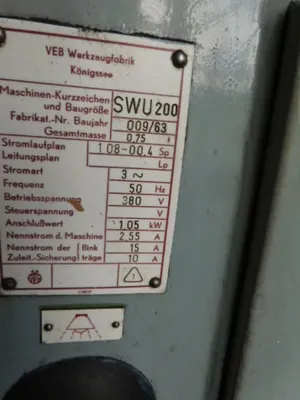 VEB Werkzeugfabrik
Königsee
Maschinen-Kurzzeichen und Baugröße SWU 200
Fabrikat.-Nr. Baujahr 009/63
Gesamtmasse 0,75 t
Stromlaufplan 108-00.4 Sp
Leitungsplan Lp
Stromart 3 ~
Frequenz 50 Hz
Betriebsspannung 380 V
Steuerspannung V
Anschlußwert 1.05 kW
Nennstrom d. Maschine 2,55 A
Nennstrom der flink 15 A
Zuleit.-Sicherung träge 10 A